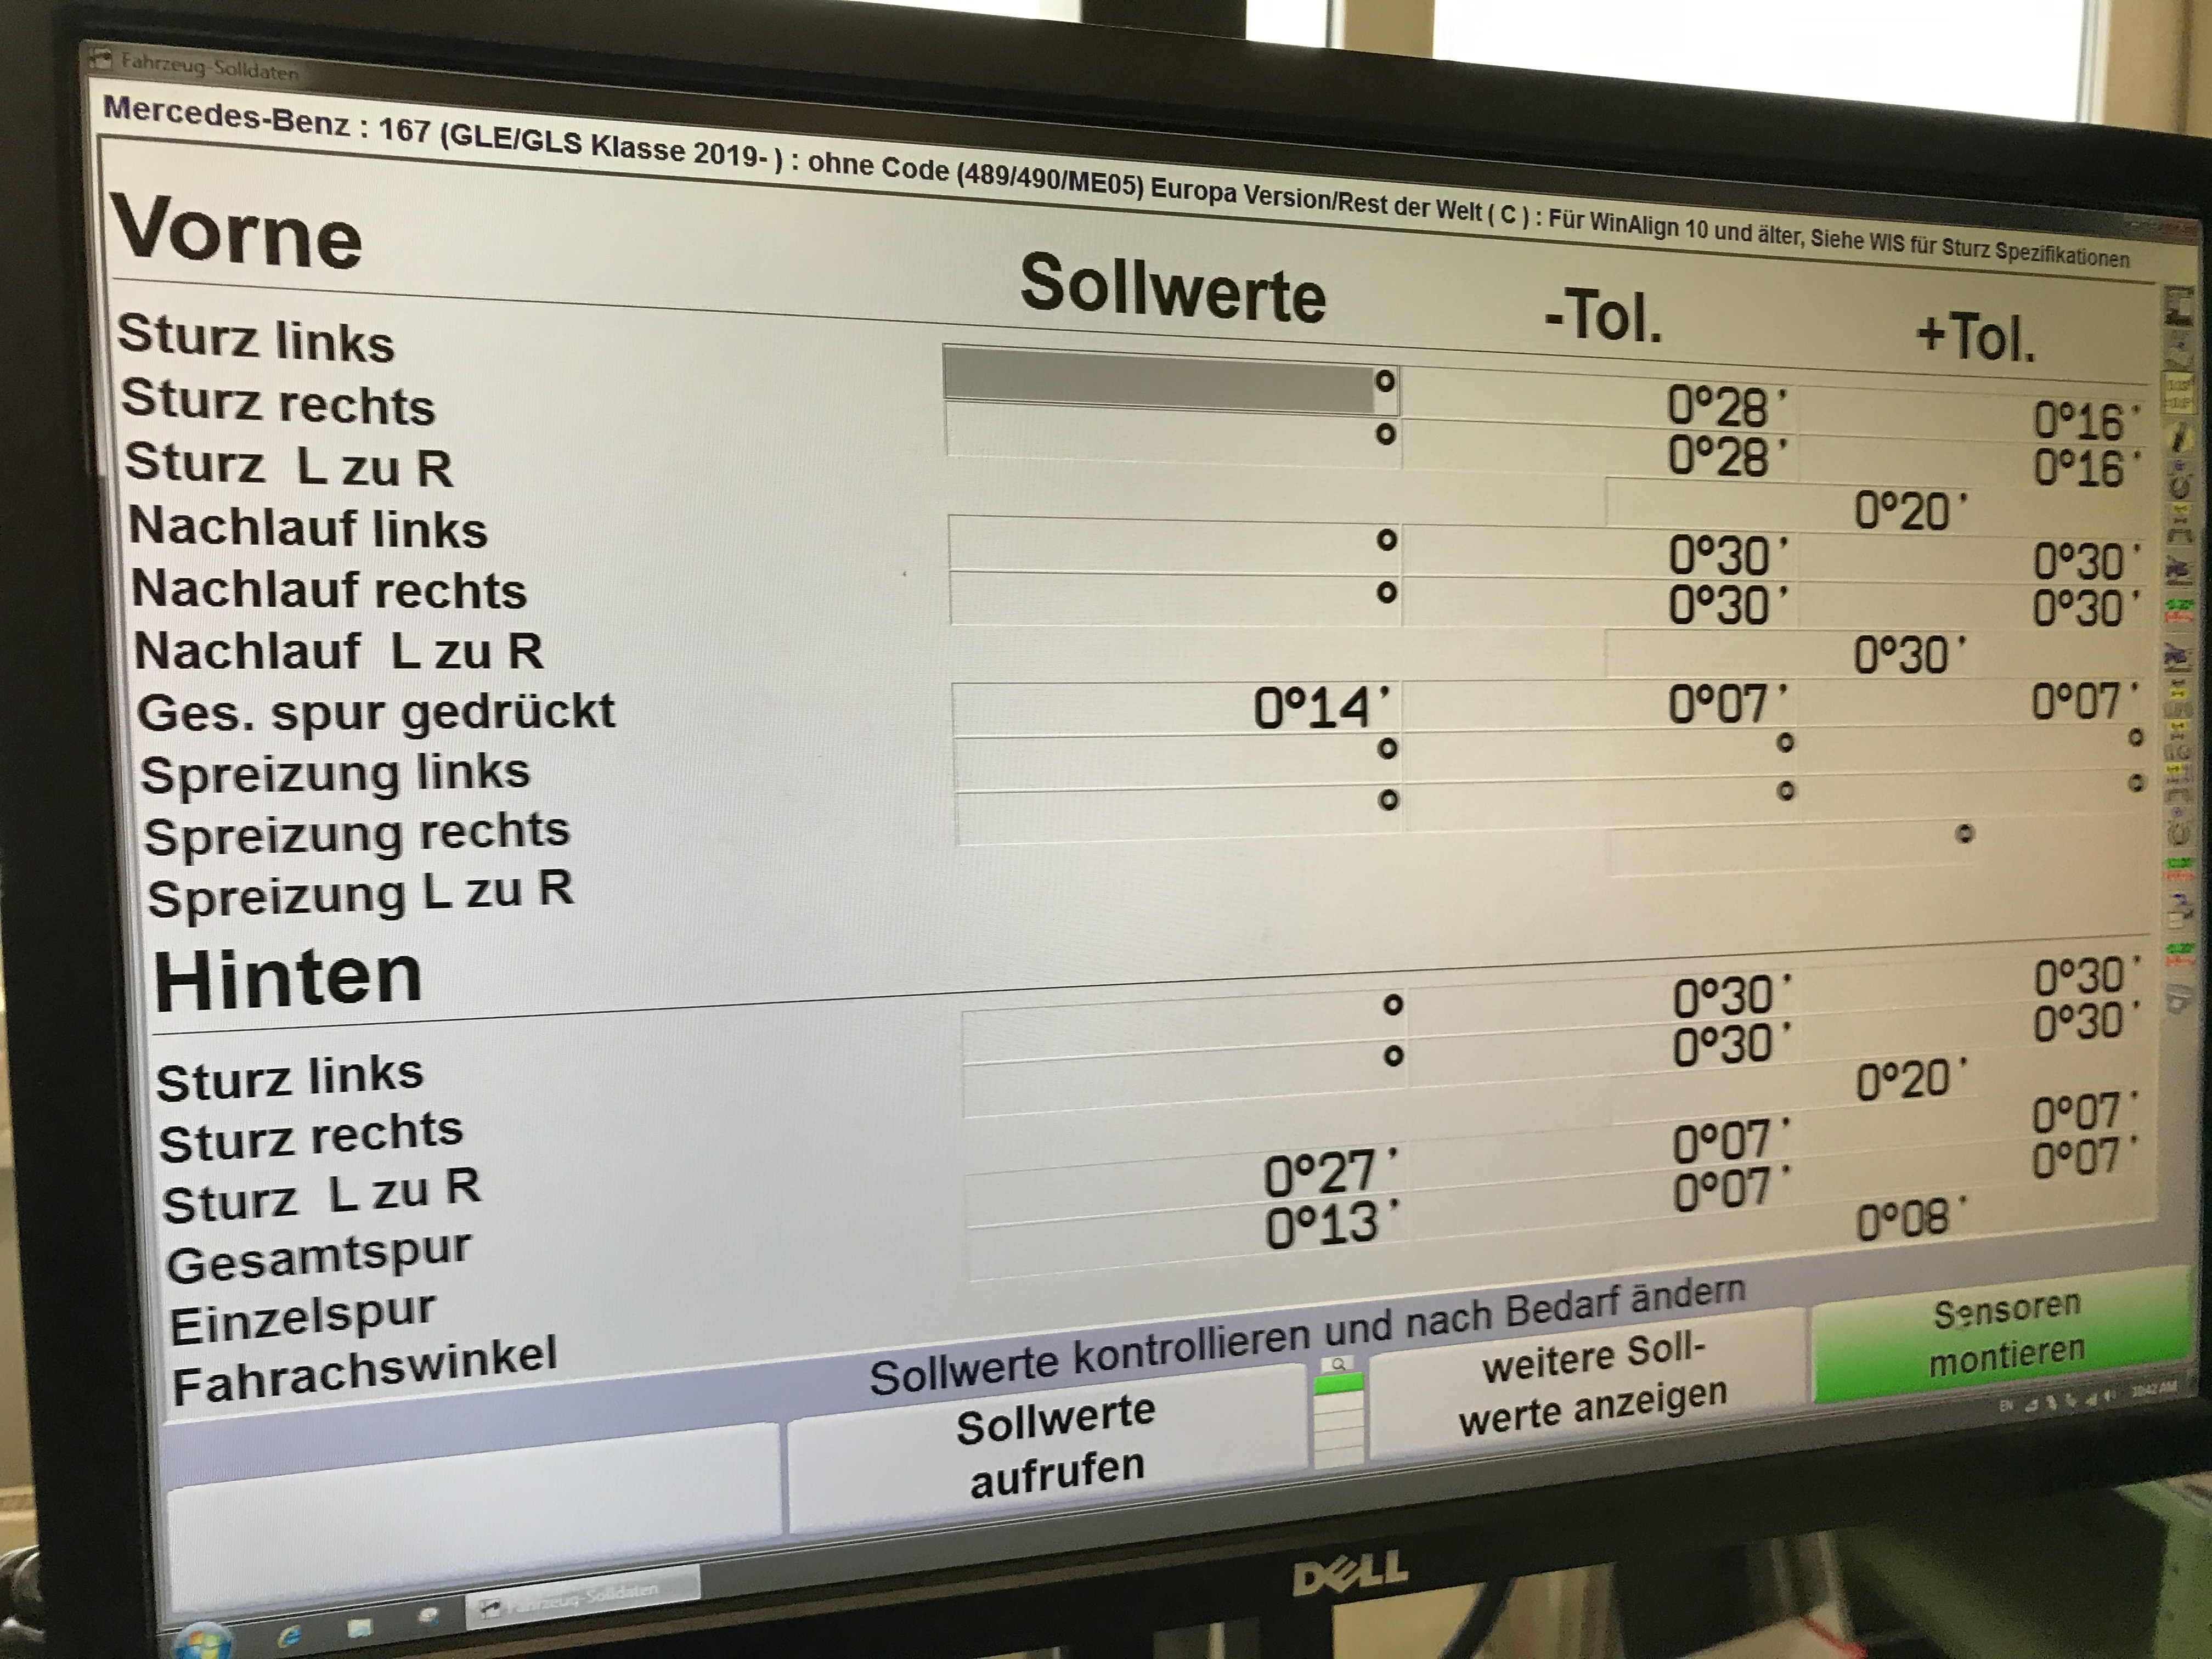 Fahrzeug-Solldaten
Mercedes-Benz : 167 (GLE/GLS Klasse 2019- ) : ohne Code (489/490/ME05) Europa Version/Rest der Welt ( C ) : Für WinAlign 10 und älter, Siehe WIS für Sturz Spezifikationen
Vorne Sollwerte -Tol. +Tol.
Sturz links ° 0°28' 0°16'
Sturz rechts ° 0°28' 0°16'
Sturz L zu R 0°20'
Nachlauf links ° 0°30' 0°30'
Nachlauf rechts ° 0°30' 0°30'
Nachlauf L zu R 0°30'
Ges. spur gedrückt 0°14' 0°07' 0°07'
Spreizung links ° ° °
Spreizung rechts ° ° °
Spreizung L zu R °
Hinten
Sturz links ° 0°30' 0°30'
Sturz rechts ° 0°30' 0°30'
Sturz L zu R 0°20'
Gesamtspur 0°27' 0°07' 0°07'
Einzelspur 0°13' 0°07' 0°07'
Fahrachswinkel 0°08'
Sollwerte kontrollieren und nach Bedarf ändern
Sollwerte
aufrufen
weitere Soll-
werte anzeigen
Sensoren
montieren
EN 10:42 AM
Fahrzeug-Solldaten
DELL